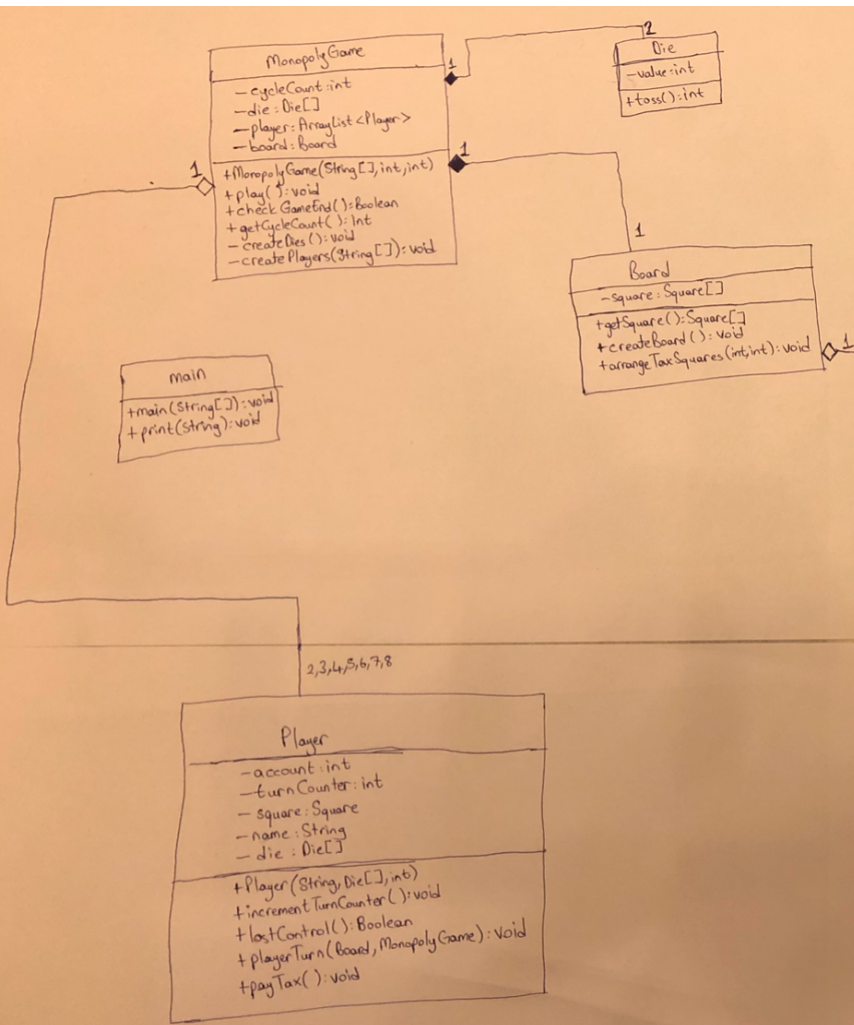 MonopolyGame
- cycleCount:int
- die : Die[]
- player: ArrayList <Player>
- board: Board
+MonopolyGame(String[],int,int)
+play( ): void
+checkGameEnd( ): Boolean
+getCycleCount( ): Int
- createDies( ): void
- createPlayers(String[]): void
1
2
Die
- value:int
+toss( ): int
1
1
1
Board
- square: Square[]
+getSquare( ): Square[]
+createBoard( ): void
+arrangeTaxSquares(int,int): void
1
main
+main(String[]): void
+print(String): void
2,3,4,5,6,7,8
Player
- account: int
- turnCounter: int
- square: Square
- name: String
- die : Die[]
+Player(String,Die[],int)
+incrementTurnCounter( ): void
+lostControl( ): Boolean
+playerTurn(Board, MonopolyGame): void
+payTax( ): void